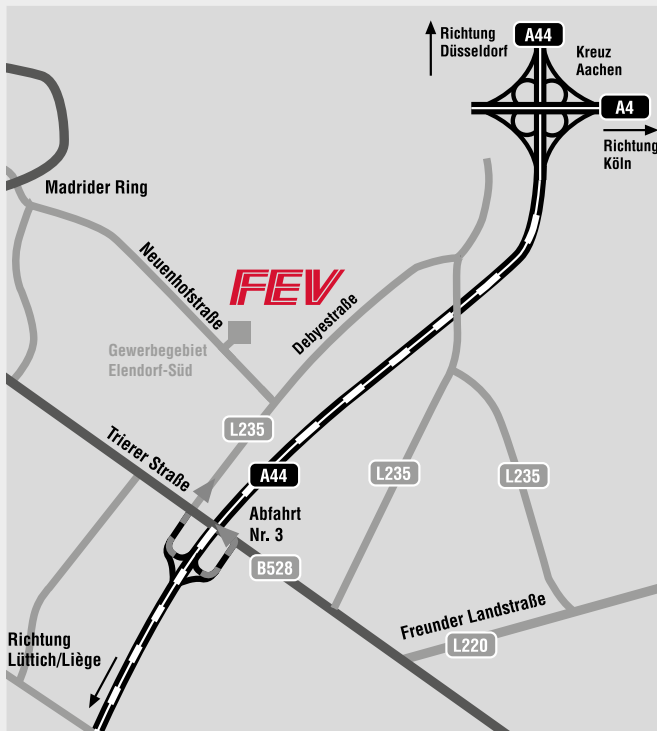 Richtung
Düsseldorf
A44
Kreuz
Aachen
A4
Richtung
Köln
Madrider Ring
Neuenhofstraße
FEV
Debyestraße
Gewerbegebiet
Elendorf-Süd
L235
Trierer Straße
A44
L235
L235
Abfahrt
Nr. 3
B528
Freunder Landstraße
L220
Richtung
Lüttich/Liège